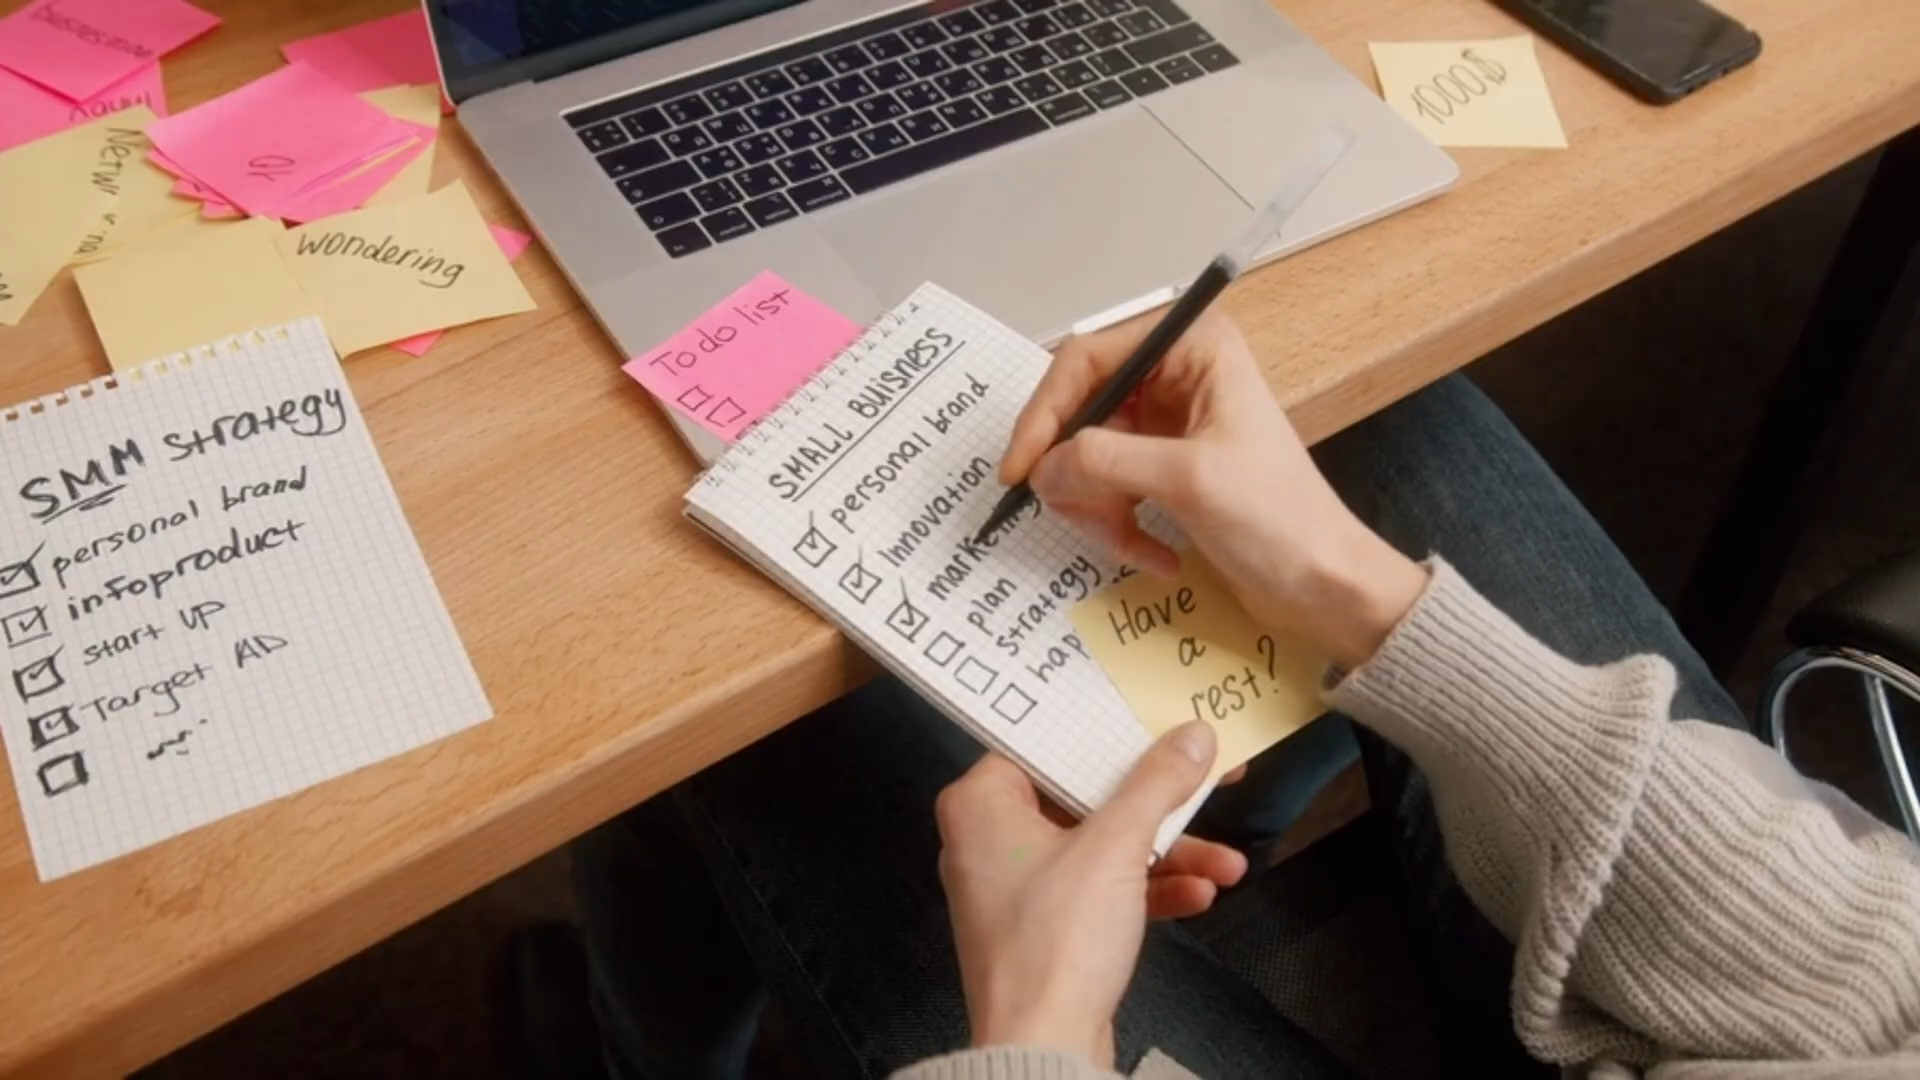 wondering
1000$
To do list
SMM strategy
personal brand
infoproduct
start UP
Target AD
SMALL BUISNESS
personal brand
Innovation
marketing
plan
strategy
hap
Have
a
rest?